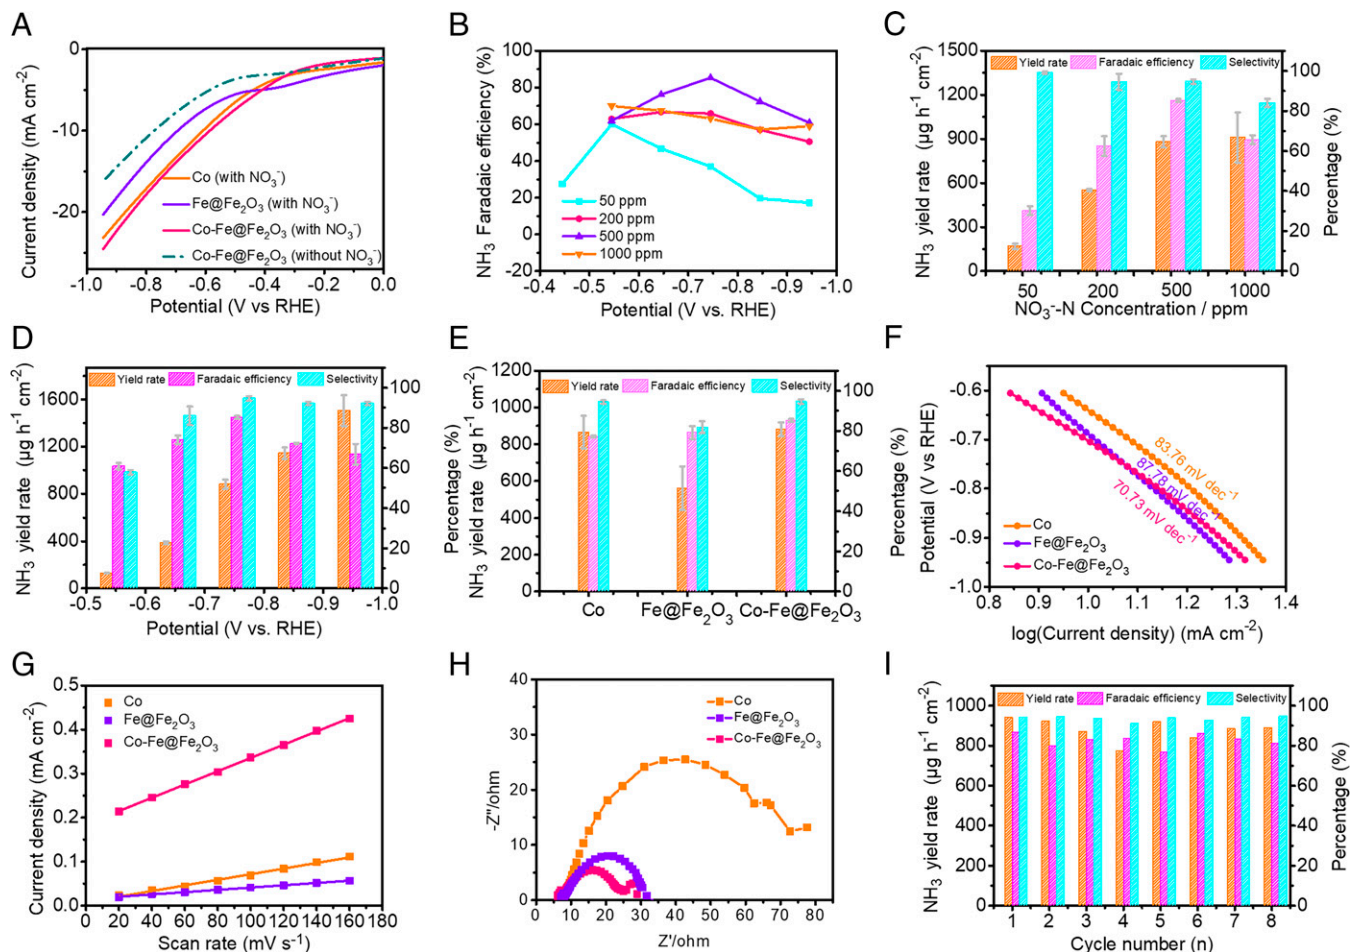 A
Current density (mA cm⁻²)
0
-10
-20
Co (with NO₃⁻)
Fe@Fe₂O₃ (with NO₃⁻)
Co-Fe@Fe₂O₃ (with NO₃⁻)
Co-Fe@Fe₂O₃ (without NO₃⁻)
-1.0 -0.8 -0.6 -0.4 -0.2 0.0
Potential (V vs RHE)
B
NH₃ Faradaic efficiency (%)
100
80
60
40
20
0
-20
50 ppm
200 ppm
500 ppm
1000 ppm
-0.4 -0.5 -0.6 -0.7 -0.8 -0.9 -1.0
Potential (V vs. RHE)
C
NH₃ yield rate (µg h⁻¹ cm⁻²)
1500
1200
900
600
300
0
Yield rate Faradaic efficiency Selectivity
100
80
60
40
20
0
Percentage (%)
50 200 500 1000
NO₃⁻-N Concentration / ppm
D
NH₃ yield rate (µg h⁻¹ cm⁻²)
1600
1200
800
400
0
Yield rate Faradaic efficiency Selectivity
100
80
60
40
20
0
Percentage (%)
-0.5 -0.6 -0.7 -0.8 -0.9 -1.0
Potential (V vs. RHE)
E
NH₃ yield rate (µg h⁻¹ cm⁻²)
1200
1000
800
600
400
200
0
Yield rate Faradaic efficiency Selectivity
100
80
60
40
20
0
Percentage (%)
Co Fe@Fe₂O₃ Co-Fe@Fe₂O₃
F
Potential (V vs RHE)
-0.6
-0.7
-0.8
-0.9
-1.0
83.76 mV dec⁻¹
87.78 mV dec⁻¹
70.73 mV dec⁻¹
Co
Fe@Fe₂O₃
Co-Fe@Fe₂O₃
0.8 0.9 1.0 1.1 1.2 1.3 1.4
log(Current density) (mA cm⁻²)
G
Current density (mA cm⁻²)
0.5
0.4
0.3
0.2
0.1
0.0
Co
Fe@Fe₂O₃
Co-Fe@Fe₂O₃
0 20 40 60 80 100 120 140 160 180
Scan rate (mV s⁻¹)
H
-Z''/ohm
40
30
20
10
0
Co
Fe@Fe₂O₃
Co-Fe@Fe₂O₃
0 10 20 30 40 50 60 70 80
Z'/ohm
I
NH₃ yield rate (µg h⁻¹ cm⁻²)
1000
800
600
400
200
0
Yield rate Faradaic efficiency Selectivity
100
80
60
40
20
0
Percentage (%)
1 2 3 4 5 6 7 8
Cycle number (n)